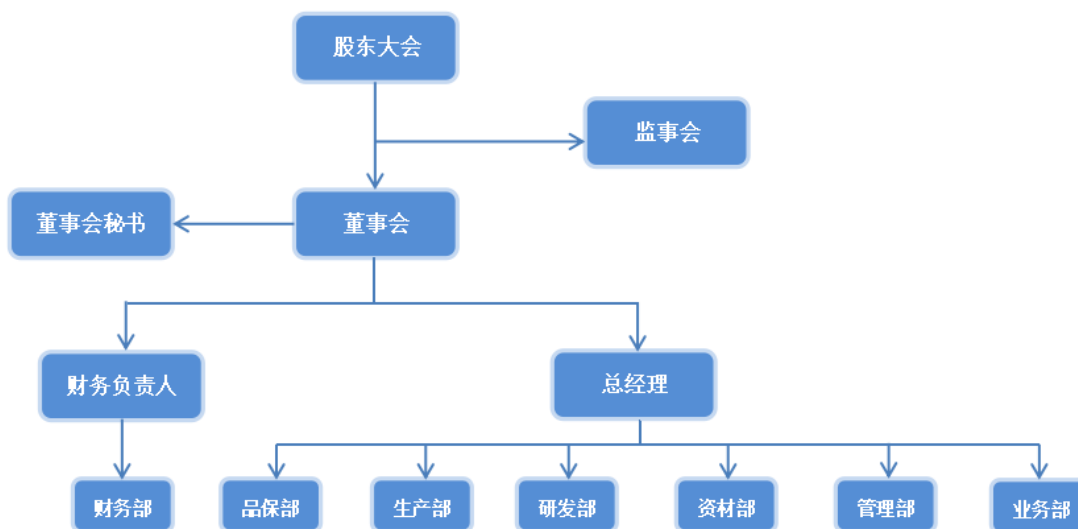 股东大会
监事会
董事会秘书
董事会
财务负责人
总经理
财务部
品保部
生产部
研发部
资材部
管理部
业务部